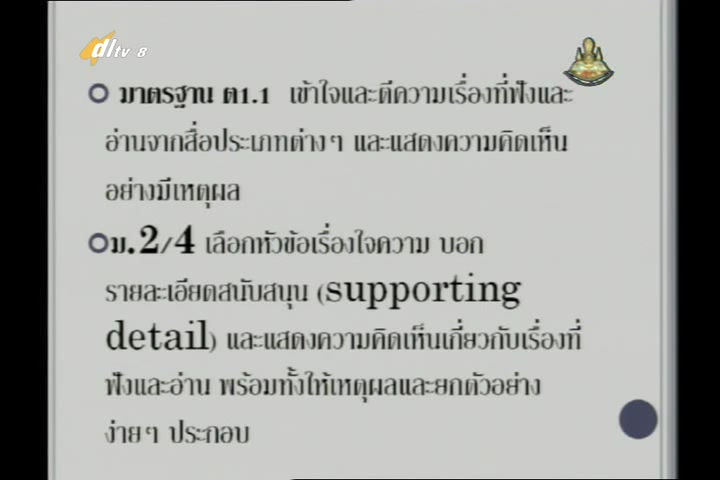 dltv 8
มาตรฐาน ต1.1 เข้าใจและตีความเรื่องที่ฟังและ
อ่านจากสื่อประเภทต่างๆ และแสดงความคิดเห็น
อย่างมีเหตุผล
ม.2/4 เลือกหัวข้อเรื่องใจความ บอก
รายละเอียดสนับสนุน (supporting
detail) และแสดงความคิดเห็นเกี่ยวกับเรื่องที่
ฟังและอ่าน พร้อมทั้งให้เหตุผลและยกตัวอย่าง
ง่ายๆ ประกอบ